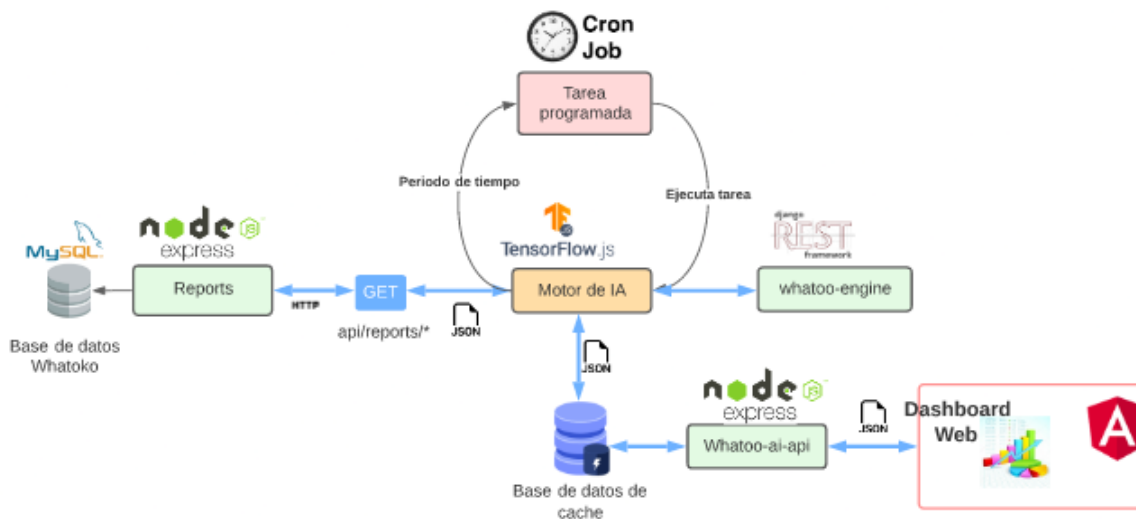 Cron
Job
Tarea
programada
Periodo de tiempo
Ejecuta tarea
MySQL
node
JS
express
TensorFlow.js
django
REST
framework
Reports
HTTP
GET
Motor de IA
whatoo-engine
api/reports/*
JSON
Base de datos
Whatoko
JSON
node
JS
express
Dashboard
Web
JSON
A
Whatoo-ai-api
Base de datos de
cache